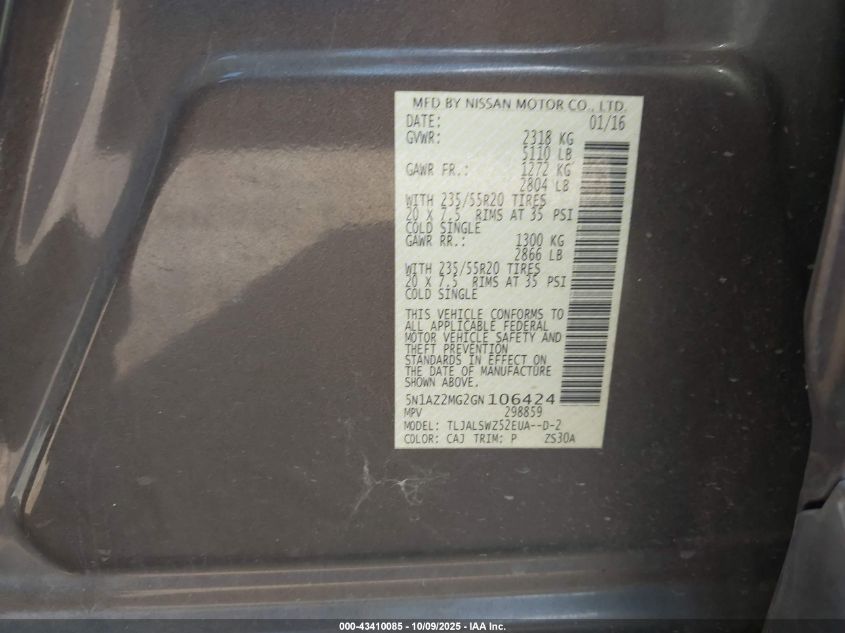 MFD BY NISSAN MOTOR CO., LTD.
DATE: 01/16
GVWR: 2318 KG
5110 LB
GAWR FR.: 1272 KG
2804 LB
WITH 235/55R20 TIRES
20 X 7.5 RIMS AT 35 PSI
COLD SINGLE
GAWR RR.: 1300 KG
2866 LB
WITH 235/55R20 TIRES
20 X 7.5 RIMS AT 35 PSI
COLD SINGLE
THIS VEHICLE CONFORMS TO
ALL APPLICABLE FEDERAL
MOTOR VEHICLE SAFETY AND
THEFT PREVENTION
STANDARDS IN EFFECT ON
THE DATE OF MANUFACTURE
SHOWN ABOVE.
5N1AZ2MG2GN106424
MPV 298859
MODEL: TLJALSWZ52EUA--D-2
COLOR: CAJ TRIM: P ZS30A
000-43410085 - 10/09/2025 - IAA Inc.